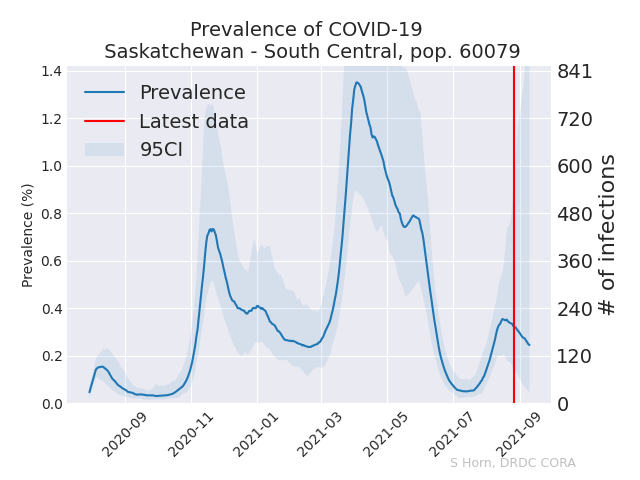 Prevalence of COVID-19
Saskatchewan - South Central, pop. 60079
Prevalence
Latest data
95CI
Prevalence (%)
1.4
1.2
1.0
0.8
0.6
0.4
0.2
0.0
841
720
600
480
360
240
120
0
# of infections
2020-09
2020-11
2021-01
2021-03
2021-05
2021-07
2021-09
S Horn, DRDC CORA